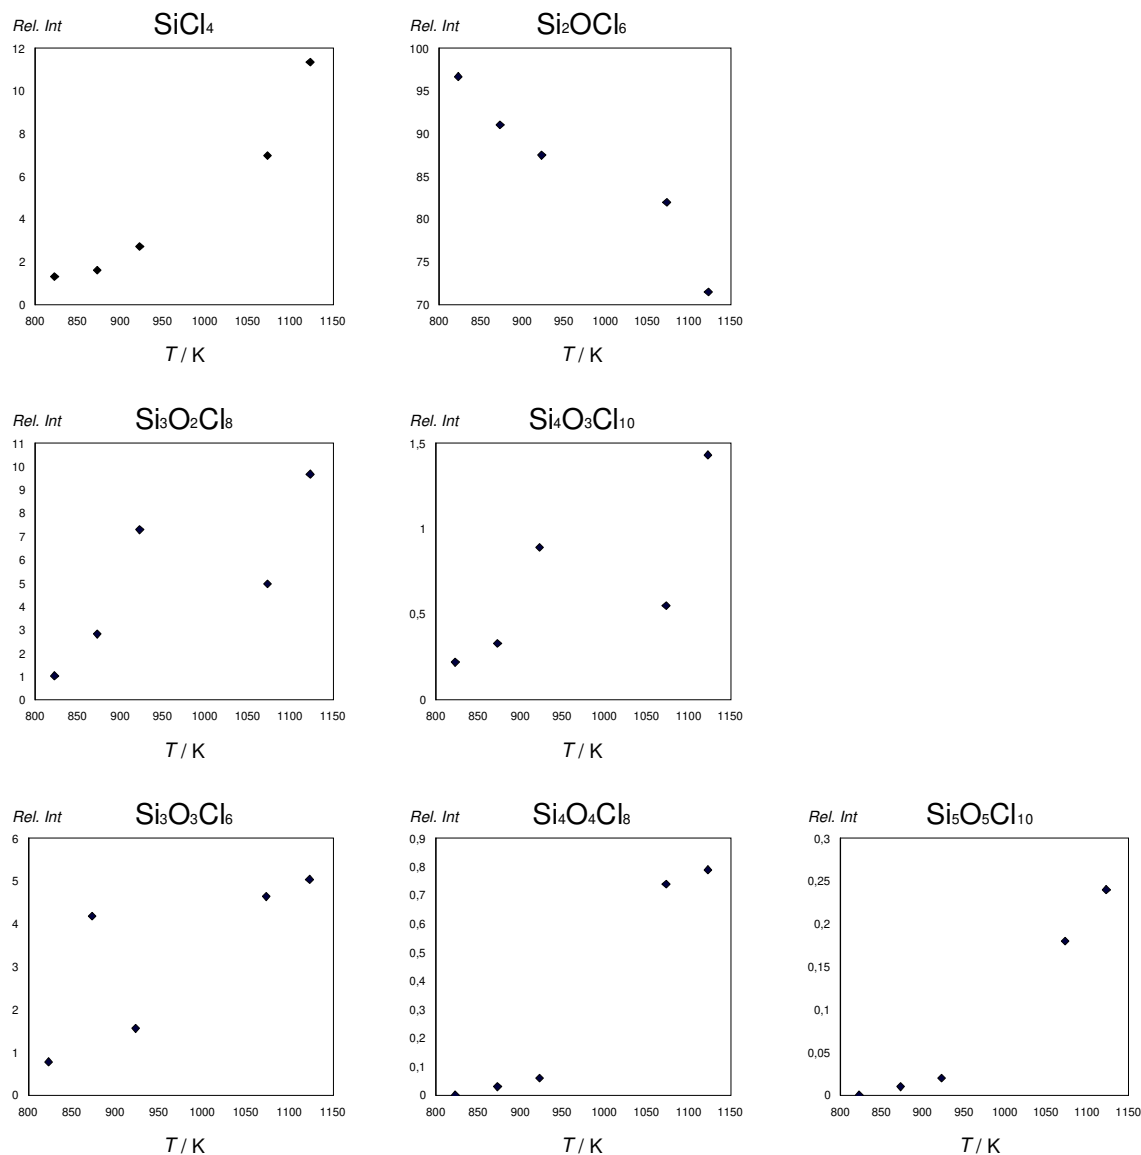 Rel. Int SiCl4
12
10
8
6
4
2
0
800 850 900 950 1000 1050 1100 1150
T / K
Rel. Int Si2OCl6
100
95
90
85
80
75
70
800 850 900 950 1000 1050 1100 1150
T / K
Rel. Int Si3O2Cl8
11
10
9
8
7
6
5
4
3
2
1
0
800 850 900 950 1000 1050 1100 1150
T / K
Rel. Int Si4O3Cl10
1,5
1
0,5
0
800 850 900 950 1000 1050 1100 1150
T / K
Rel. Int Si3O3Cl6
6
5
4
3
2
1
0
800 850 900 950 1000 1050 1100 1150
T / K
Rel. Int Si4O4Cl8
0,9
0,8
0,7
0,6
0,5
0,4
0,3
0,2
0,1
0
800 850 900 950 1000 1050 1100 1150
T / K
Rel. Int Si5O5Cl10
0,3
0,25
0,2
0,15
0,1
0,05
0
800 850 900 950 1000 1050 1100 1150
T / K